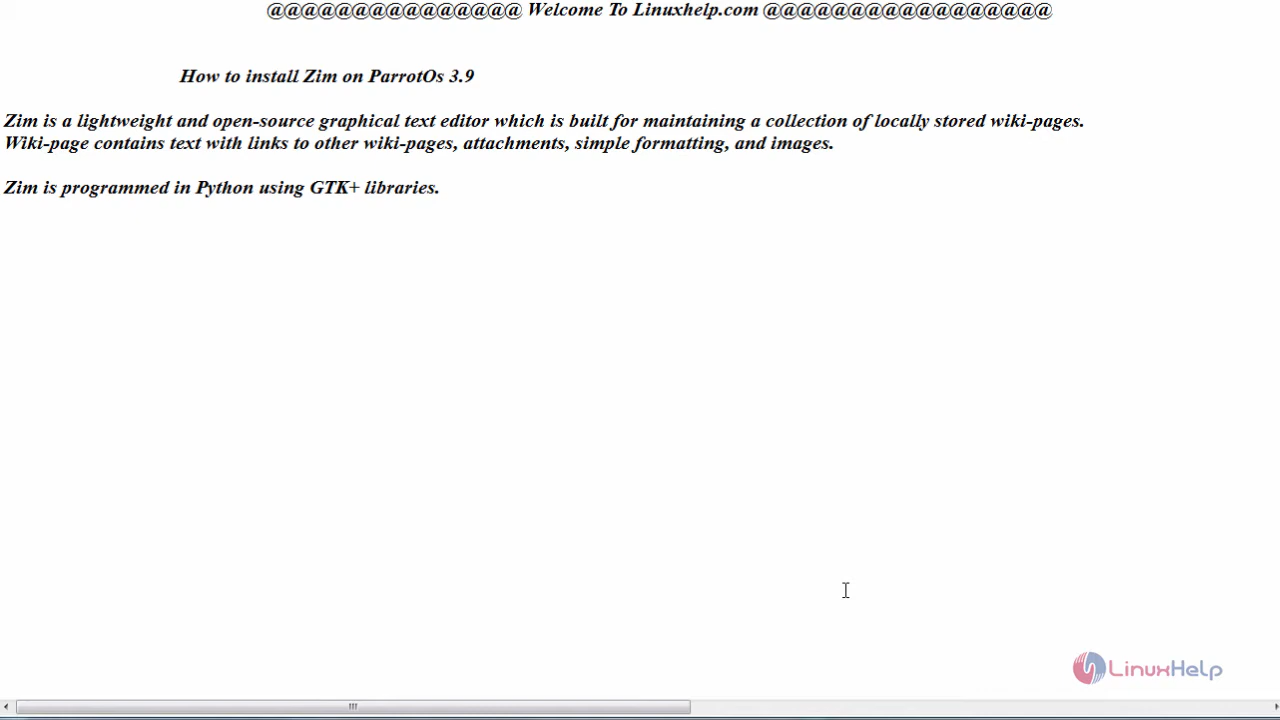 @@@@@@@@@@@@@@@ Welcome To Linuxhelp.com @@@@@@@@@@@@@@@@@
How to install Zim on ParrotOs 3.9
Zim is a lightweight and open-source graphical text editor which is built for maintaining a collection of locally stored wiki-pages.
Wiki-page contains text with links to other wiki-pages, attachments, simple formatting, and images.
Zim is programmed in Python using GTK+ libraries.
LinuxHelp